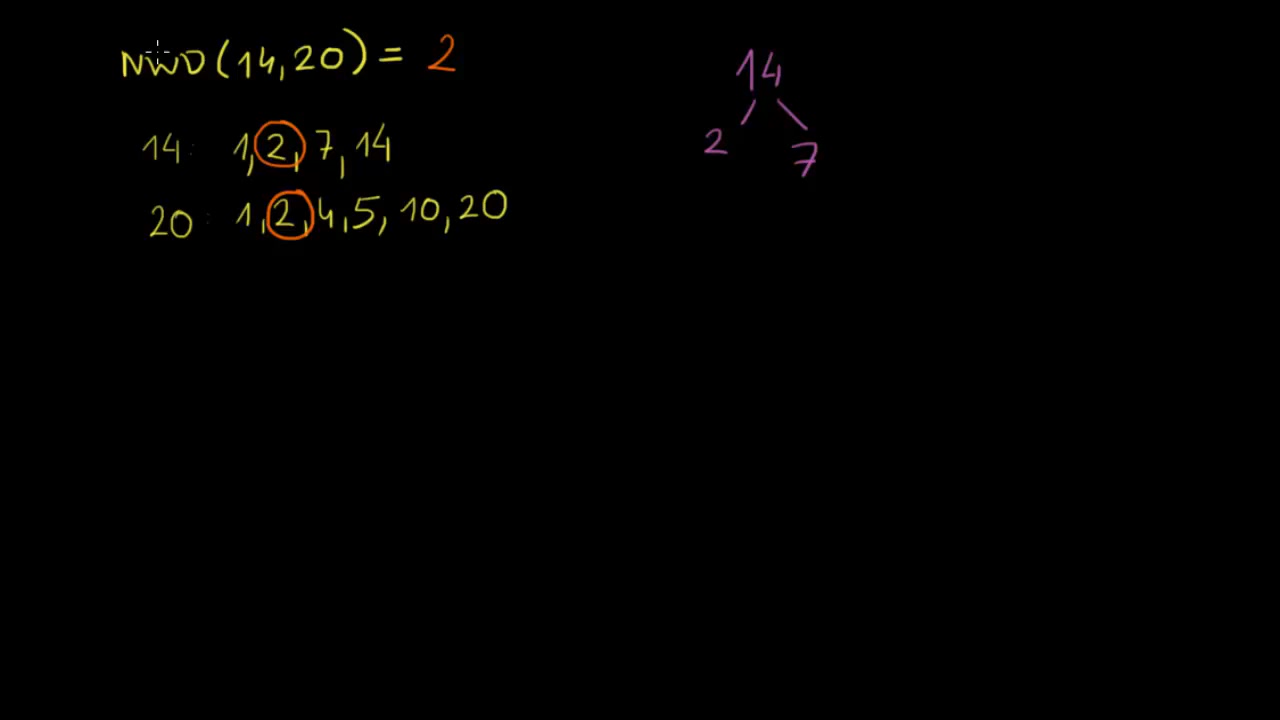 NWD(14,20) = 2
14: 1, 2, 7, 14
20: 1, 2, 4, 5, 10, 20
14
2 7